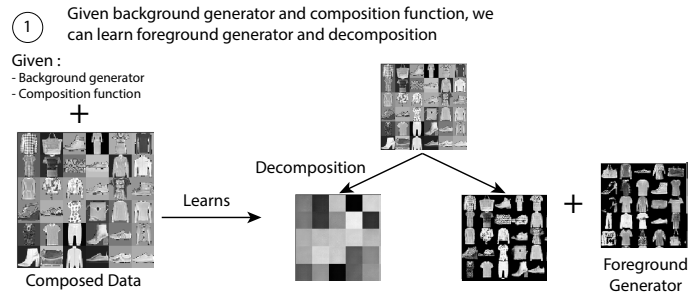 1
Given background generator and composition function, we
can learn foreground generator and decomposition
Given :
- Background generator
- Composition function
+
Composed Data
Learns
Decomposition
+
Foreground
Generator